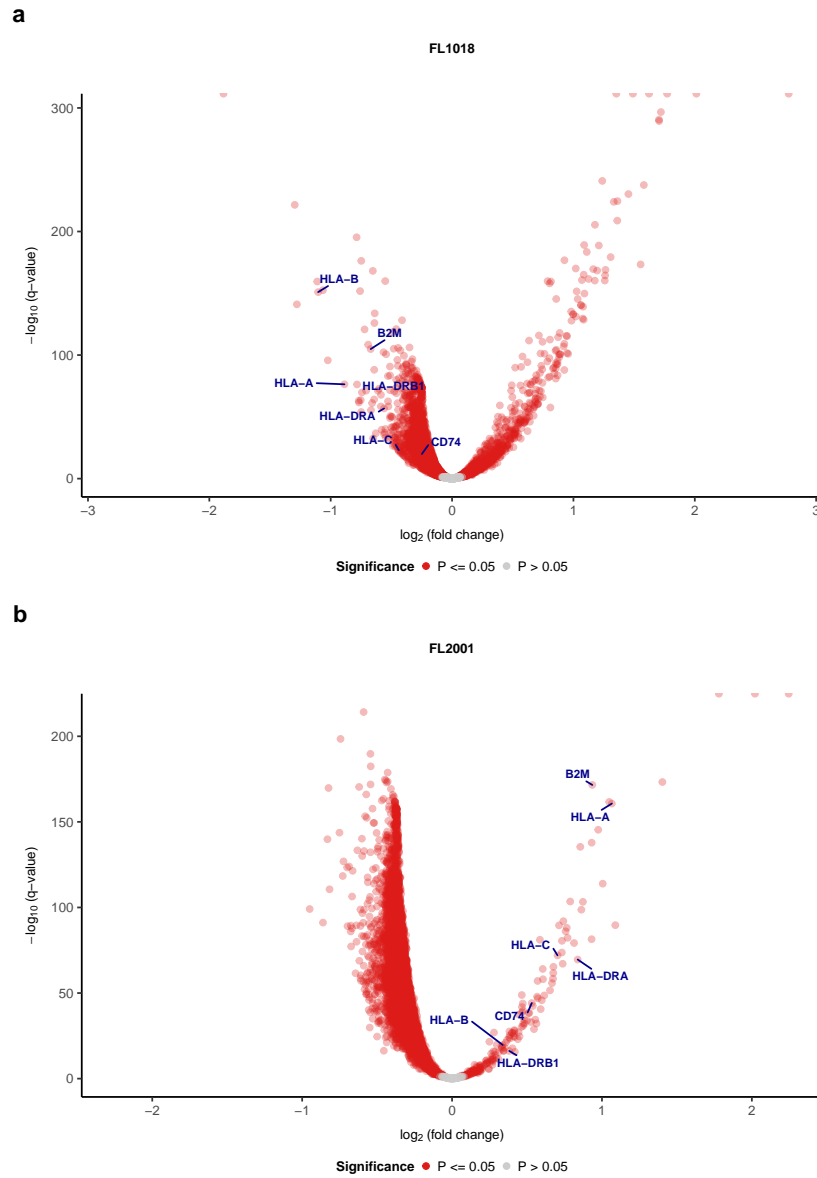 a
FL1018
300
200
100
0
−log10 (q−value)
HLA−B
B2M
HLA−A
HLA−DRB1
HLA−DRA
HLA−C
CD74
−3 −2 −1 0 1 2 3
log2 (fold change)
Significance P <= 0.05 P > 0.05
b
FL2001
200
150
100
50
0
−log10 (q−value)
B2M
HLA−A
HLA−C
HLA−DRA
CD74
HLA−B
HLA−DRB1
−2 −1 0 1 2
log2 (fold change)
Significance P <= 0.05 P > 0.05